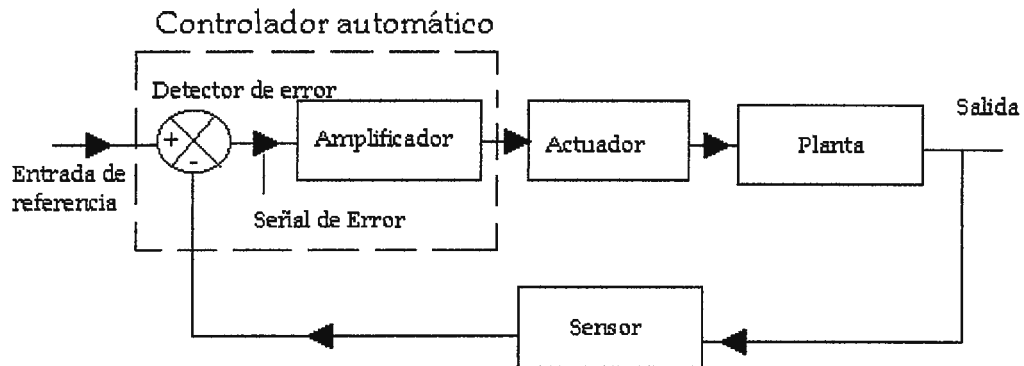 Controlador automático
Detector de error
+
-
Amplificador
Actuador
Planta
Salida
Entrada de
referencia
Señal de Error
Sensor